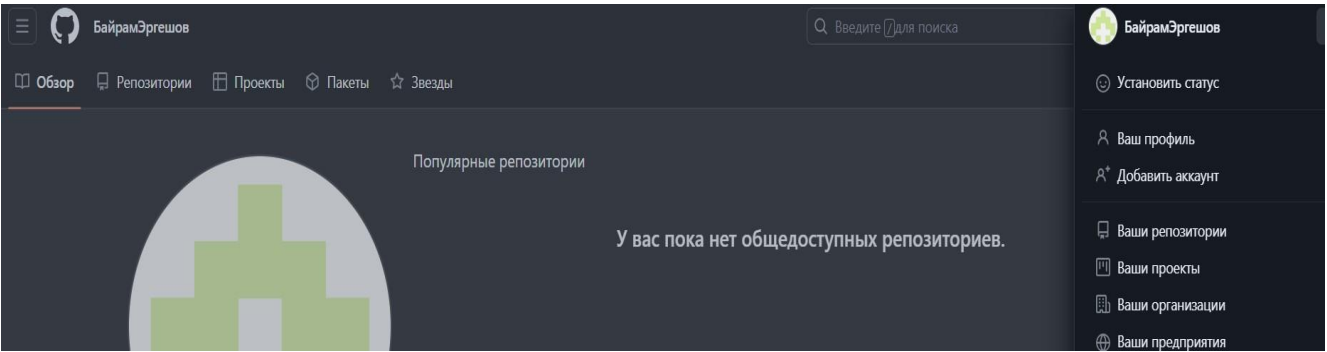 БайрамЭргешов
Введите / для поиска
Обзор Репозитории Проекты Пакеты Звезды
Популярные репозитории
У вас пока нет общедоступных репозиториев.
БайрамЭргешов
Установить статус
Ваш профиль
Добавить аккаунт
Ваши репозитории
Ваши проекты
Ваши организации
Ваши предприятия